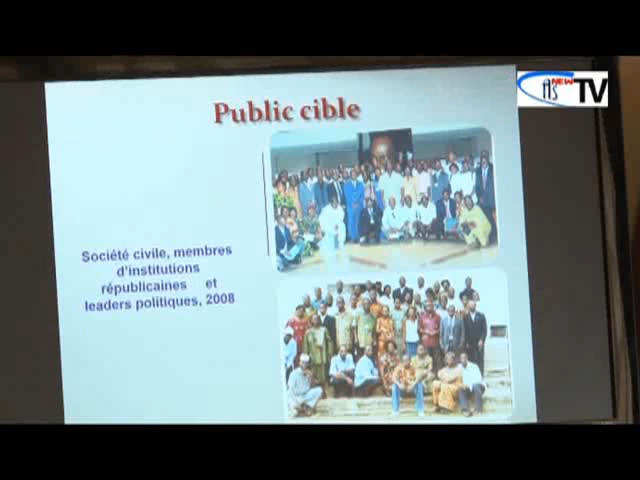 NEW
TV
Public cible
Société civile, membres
d'institutions
républicaines et
leaders politiques, 2008